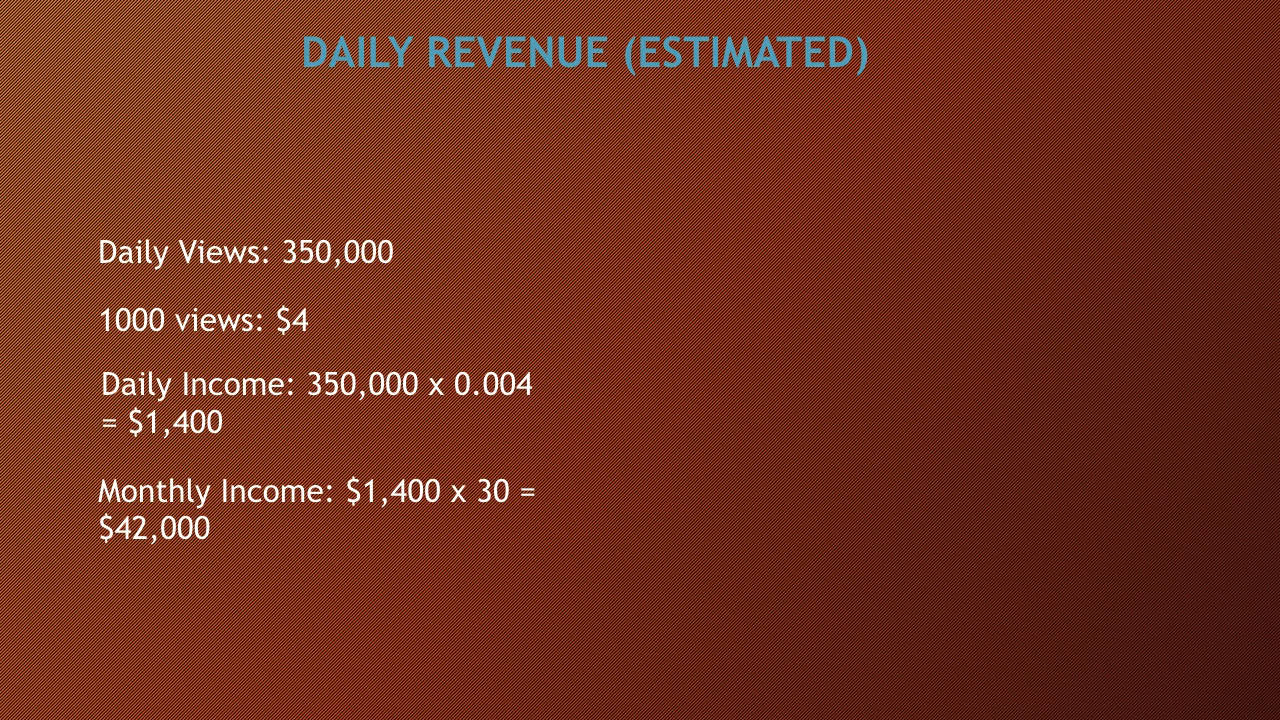 DAILY REVENUE (ESTIMATED)
Daily Views: 350,000
1000 views: $4
Daily Income: 350,000 x 0.004
= $1,400
Monthly Income: $1,400 x 30 =
$42,000